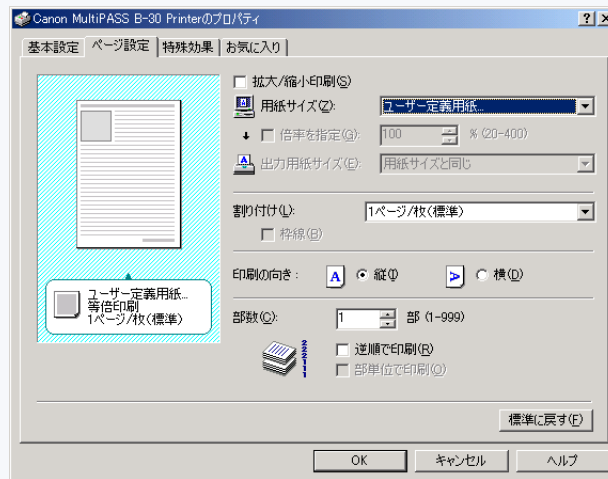 Canon MultiPASS B-30 Printerのプロパティ
基本設定 ページ設定 特殊効果 お気に入り
拡大/縮小印刷(S)
用紙サイズ(Z): ユーザー定義用紙...
倍率を指定(G): 100 % (20-400)
出力用紙サイズ(E): 用紙サイズと同じ
割り付け(L): 1ページ/枚(標準)
枠線(B)
印刷の向き: A 縦(I) A 横(D)
ユーザー定義用紙...
等倍印刷
1ページ/枚(標準)
部数(C): 1 部 (1-999)
222111
逆順で印刷(R)
部単位で印刷(O)
標準に戻す(F)
OK キャンセル ヘルプ